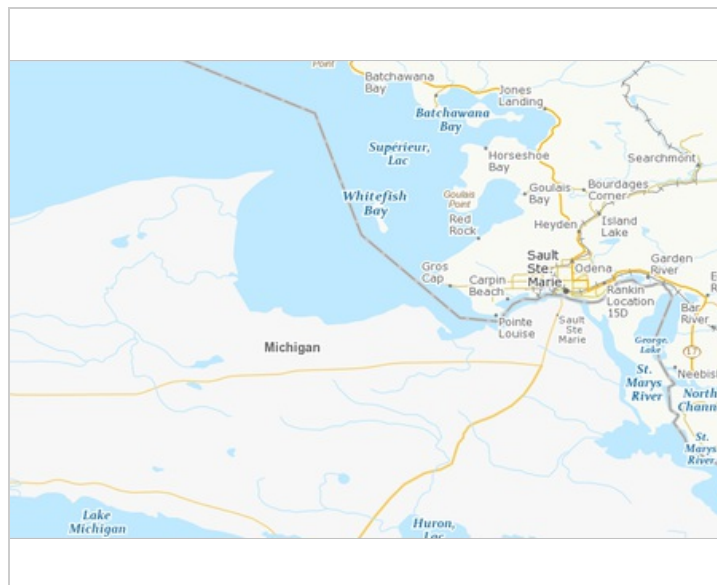 Point
Batchawana
Bay
Jones
Landing
Batchawana
Bay
Supérieur,
Lac
Horseshoe
Bay
Searchmont
Whitefish
Bay
Goulais
Point
Goulais
Bay
Bourdages
Corner
Red
Rock
Island
Lake
Heyden
Sault
Ste.
Marie
Odena
Garden
River
Gros
Cap
Carpin
Beach
Rankin
Location
15D
Bar
River
Pointe
Louise
Sault
Ste
Marie
George,
Lake
17
Michigan
St.
Marys
River
Neebish
North
Chann
St.
Marys
River,
Lake
Michigan
Huron,
Lac